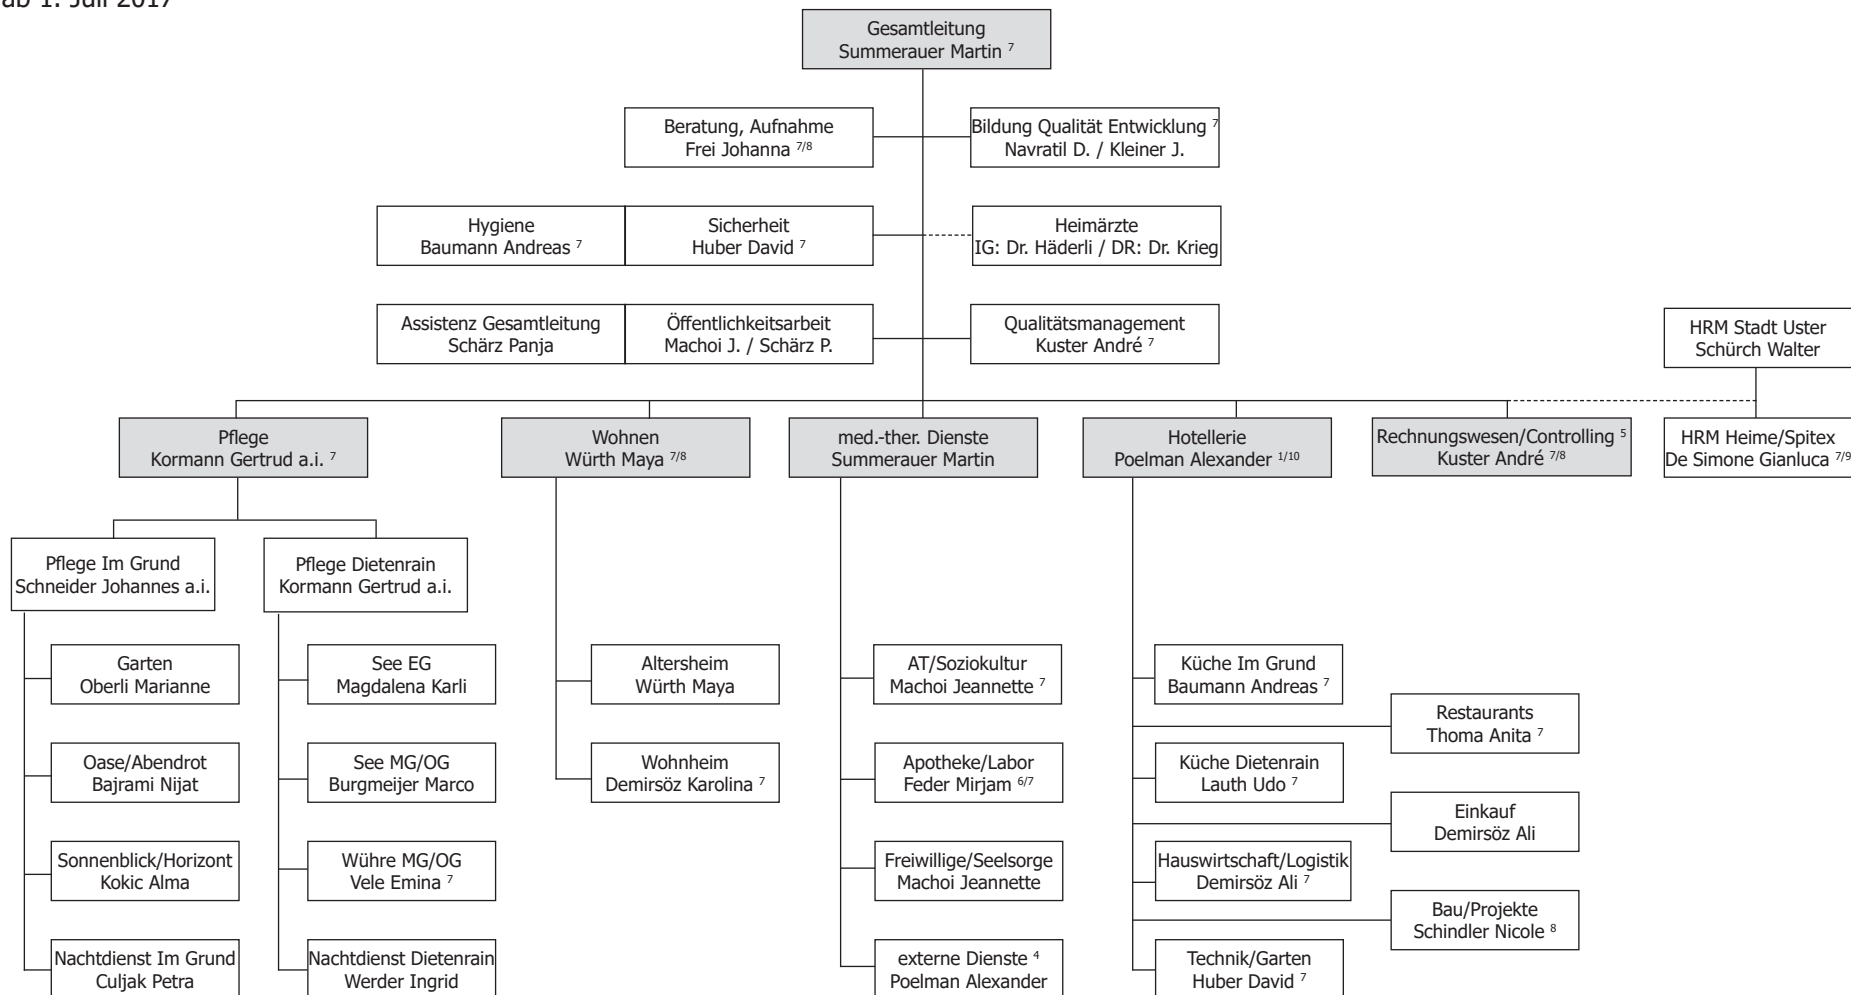 ab 1. Juli 2017
Gesamtleitung
Summerauer Martin ⁷
Beratung, Aufnahme
Frei Johanna ⁷/⁸
Bildung Qualität Entwicklung ⁷
Navratil D. / Kleiner J.
Hygiene
Baumann Andreas ⁷
Sicherheit
Huber David ⁷
Heimärzte
IG: Dr. Häderli / DR: Dr. Krieg
Assistenz Gesamtleitung
Schärz Panja
Öffentlichkeitsarbeit
Machoi J. / Schärz P.
Qualitätsmanagement
Kuster André ⁷
HRM Stadt Uster
Schürch Walter
Pflege
Kormann Gertrud a.i. ⁷
Wohnen
Würth Maya ⁷/⁸
med.-ther. Dienste
Summerauer Martin
Hotellerie
Poelman Alexander ¹/¹⁰
Rechnungswesen/Controlling ⁵
Kuster André ⁷/⁸
HRM Heime/Spitex
De Simone Gianluca ⁷/⁹
Pflege Im Grund
Schneider Johannes a.i.
Pflege Dietenrain
Kormann Gertrud a.i.
Garten
Oberli Marianne
See EG
Magdalena Karli
Altersheim
Würth Maya
AT/Soziokultur
Machoi Jeannette ⁷
Küche Im Grund
Baumann Andreas ⁷
Restaurants
Thoma Anita ⁷
Oase/Abendrot
Bajrami Nijat
See MG/OG
Burgmeijer Marco
Wohnheim
Demirsöz Karolina ⁷
Apotheke/Labor
Feder Mirjam ⁶/⁷
Küche Dietenrain
Lauth Udo ⁷
Einkauf
Demirsöz Ali
Sonnenblick/Horizont
Kokic Alma
Wühre MG/OG
Vele Emina ⁷
Freiwillige/Seelsorge
Machoi Jeannette
Hauswirtschaft/Logistik
Demirsöz Ali ⁷
Bau/Projekte
Schindler Nicole ⁸
Nachtdienst Im Grund
Culjak Petra
Nachtdienst Dietenrain
Werder Ingrid
externe Dienste ⁴
Poelman Alexander
Technik/Garten
Huber David ⁷